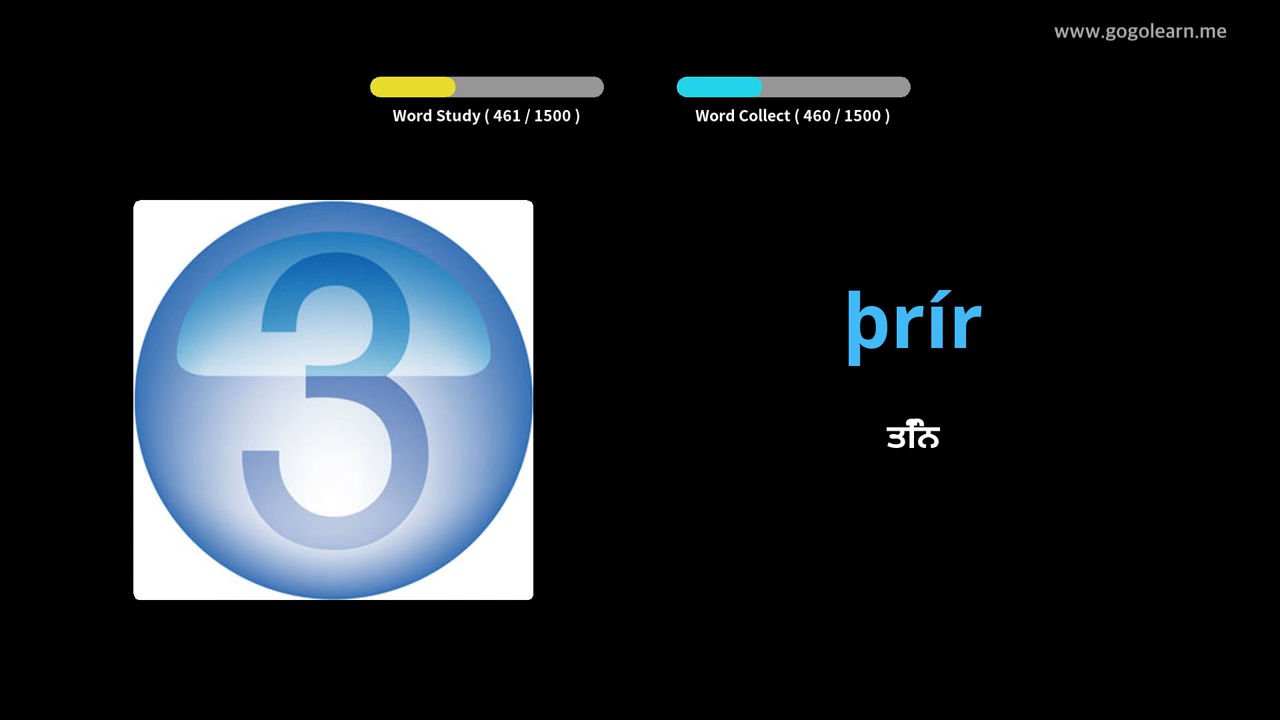 www.gogolearn.me
Word Study ( 461 / 1500 )
Word Collect ( 460 / 1500 )
3
þrír
ਤਿੰਨ